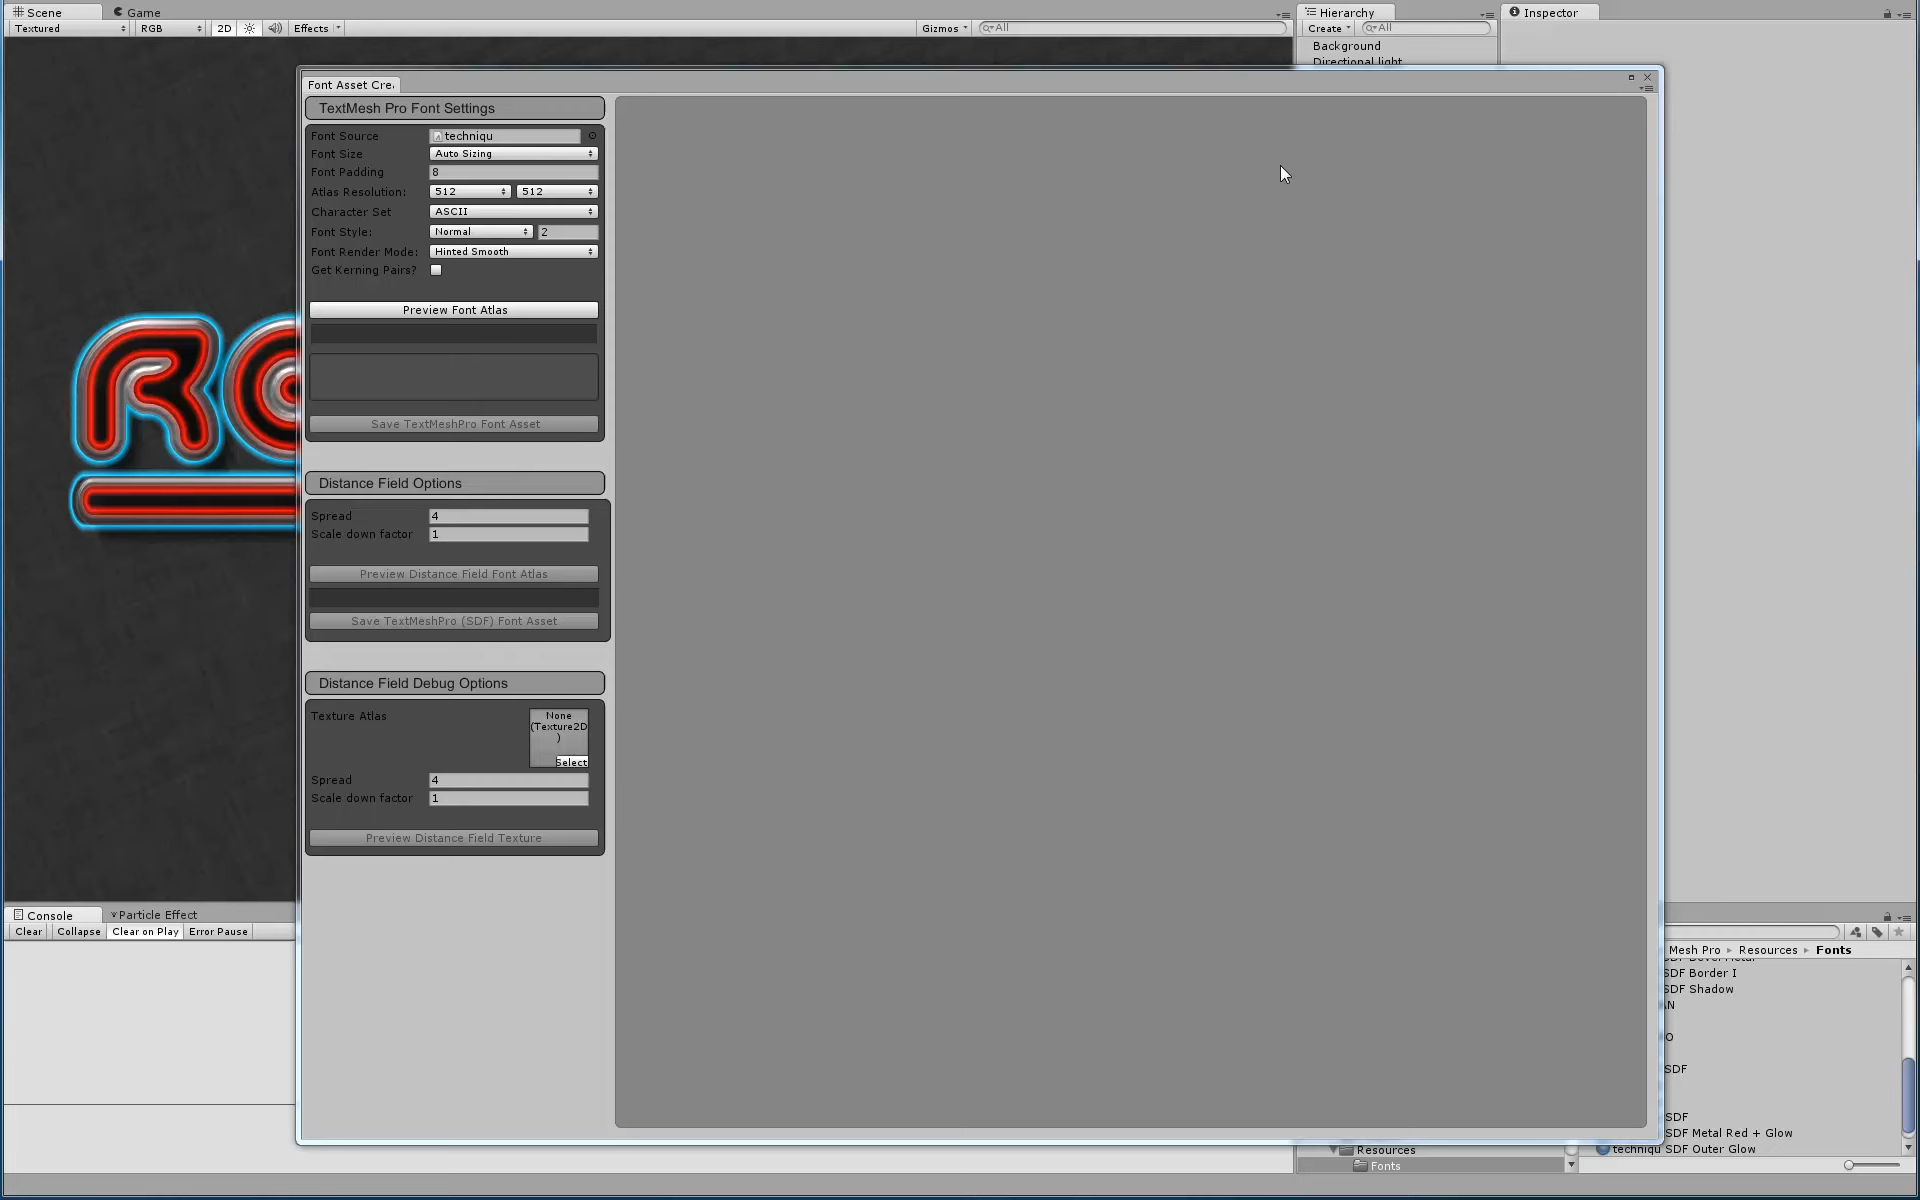 Scene
Game
Hierarchy
Inspector
Textured
RGB
2D
Effects
Gizmos
All
Create
All
Background
Directional light
Font Asset Cre
TextMesh Pro Font Settings
Font Source
techniqu
Font Size
Auto Sizing
Font Padding
8
Atlas Resolution:
512
512
Character Set
ASCII
Font Style:
Normal
2
Font Render Mode:
Hinted Smooth
Get Kerning Pairs?
Preview Font Atlas
Save TextMeshPro Font Asset
Distance Field Options
Spread
4
Scale down factor
1
Preview Distance Field Font Atlas
Save TextMeshPro (SDF) Font Asset
Distance Field Debug Options
Texture Atlas
None
(Texture2D
)
Select
Spread
4
Scale down factor
1
Preview Distance Field Texture
Console
Particle Effect
Clear
Collapse
Clear on Play
Error Pause
Mesh Pro
Resources
Fonts
SDF Border I
SDF Shadow
SDF
SDF
SDF Metal Red + Glow
techniqu SDF Outer Glow
Resources
Fonts